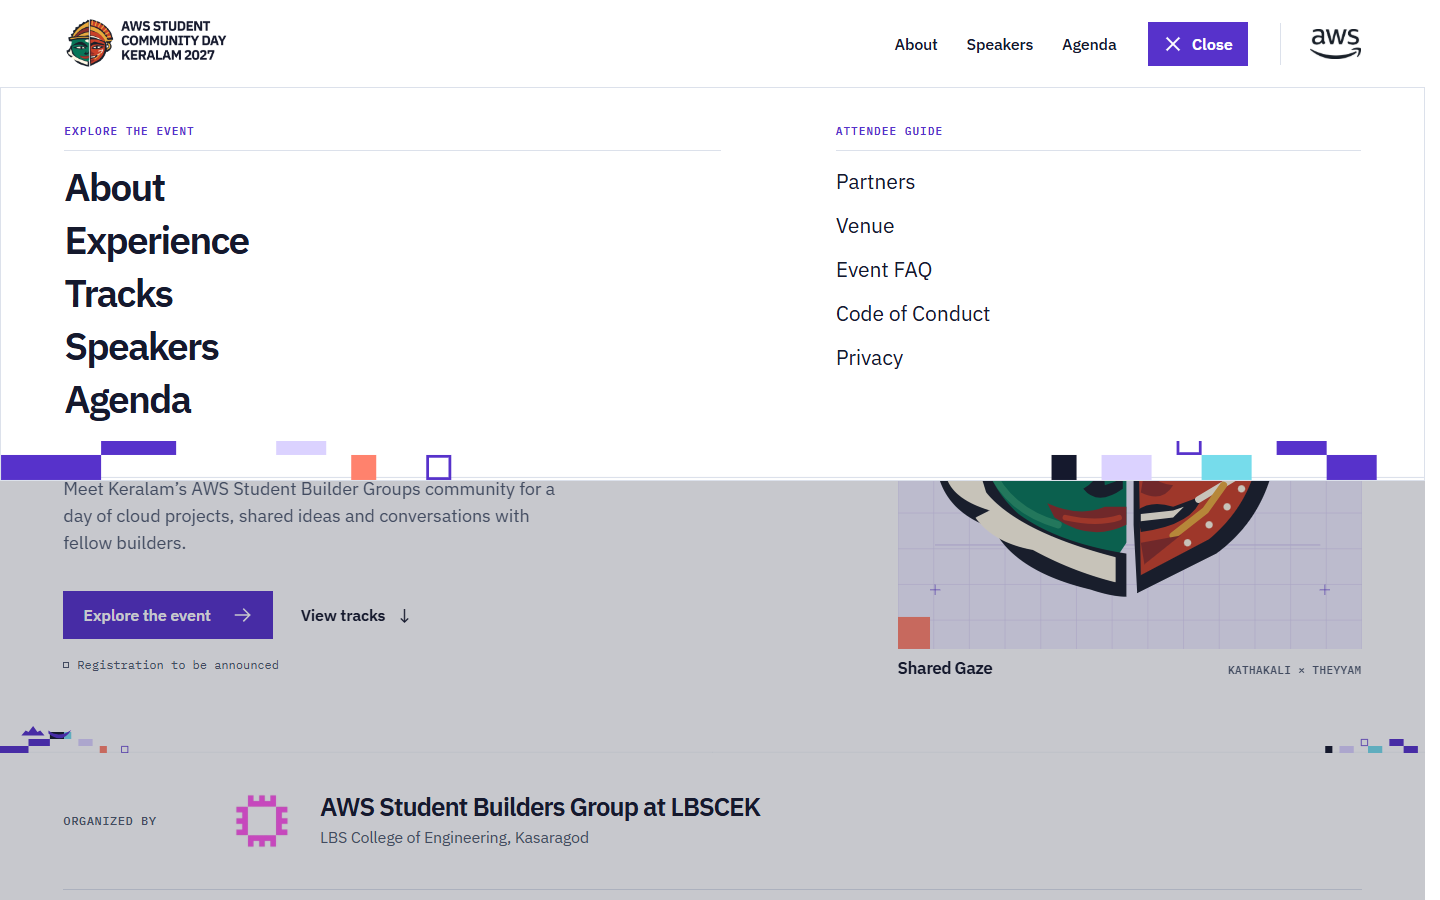 AWS STUDENT
COMMUNITY DAY
KERALAM 2027
About
Speakers
Agenda
Close
aws
EXPLORE THE EVENT
About
Experience
Tracks
Speakers
Agenda
ATTENDEE GUIDE
Partners
Venue
Event FAQ
Code of Conduct
Privacy
Meet Keralam’s AWS Student Builder Groups community for a
day of cloud projects, shared ideas and conversations with
fellow builders.
Explore the event
View tracks
Registration to be announced
Shared Gaze
KATHAKALI × THEYYAM
ORGANIZED BY
AWS Student Builders Group at LBSCEK
LBS College of Engineering, Kasaragod